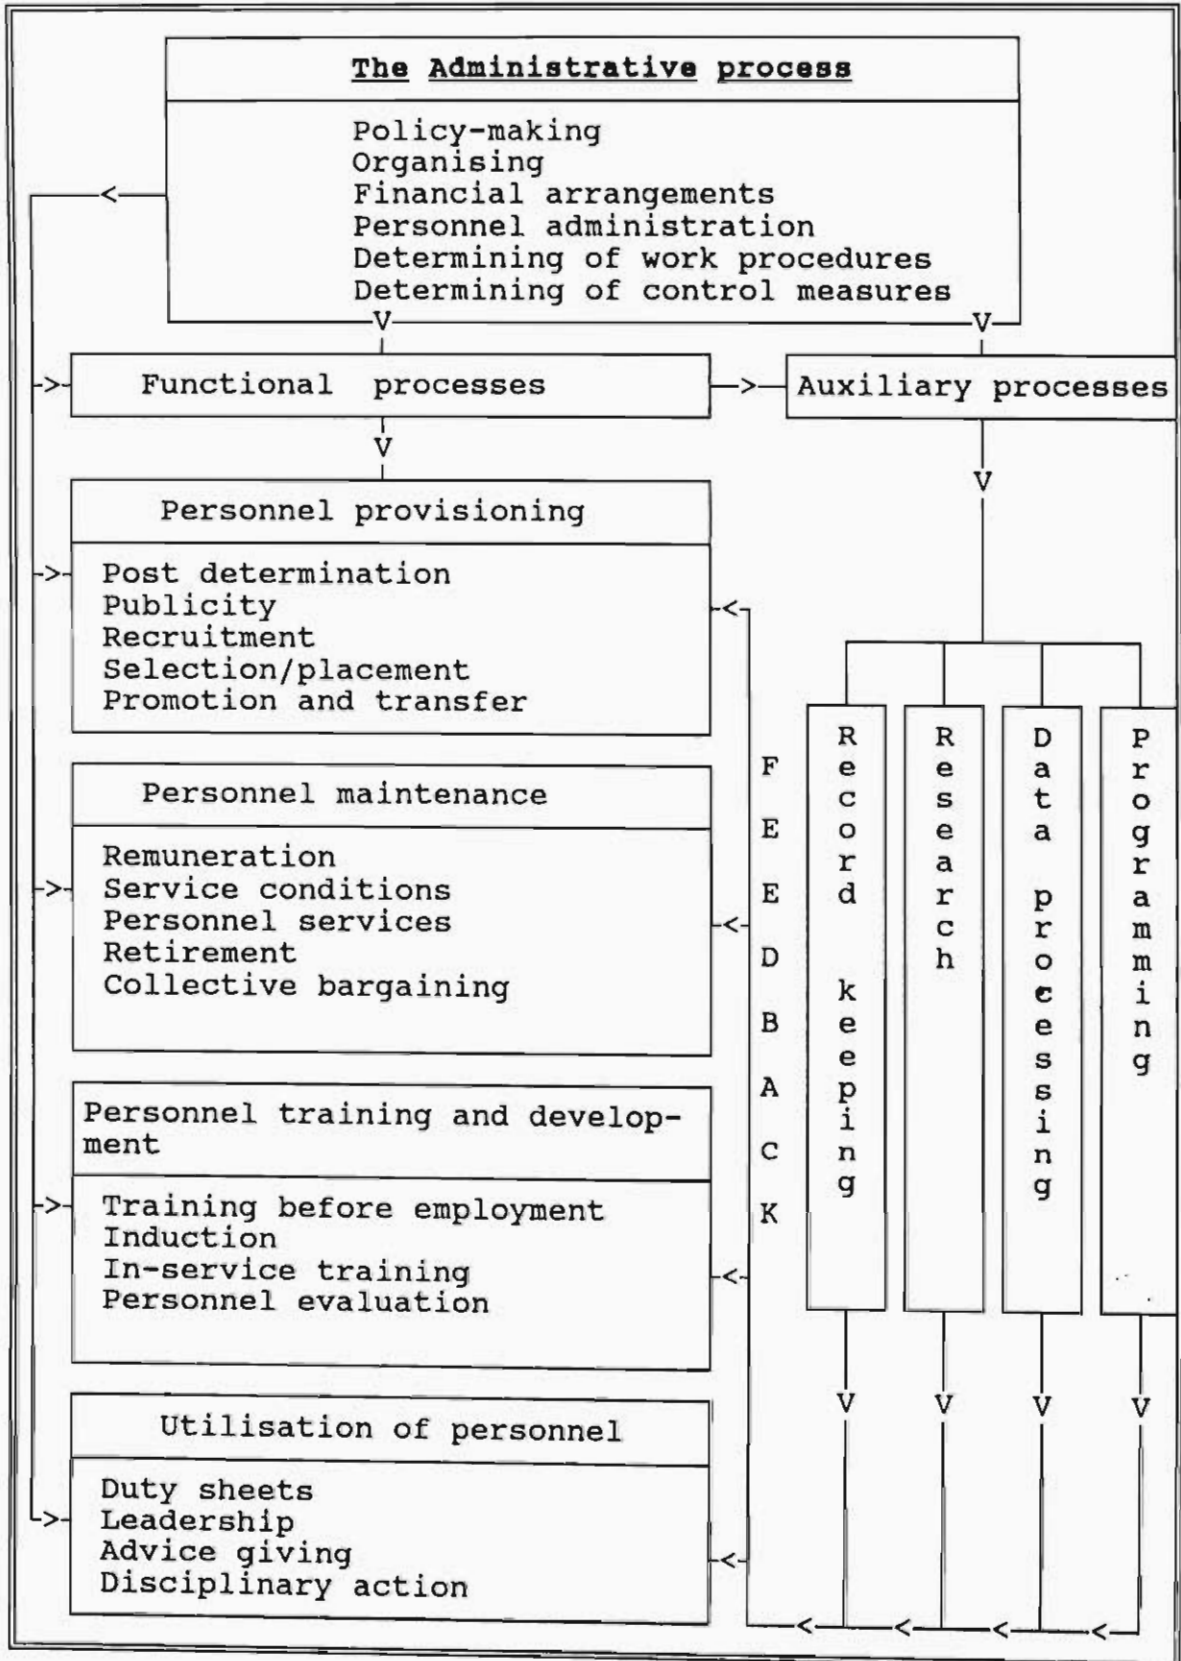 The Administrative process
Policy-making
Organising
Financial arrangements
Personnel administration
Determining of work procedures
Determining of control measures
Functional processes
Auxiliary processes
Personnel provisioning
Post determination
Publicity
Recruitment
Selection/placement
Promotion and transfer
Personnel maintenance
Remuneration
Service conditions
Personnel services
Retirement
Collective bargaining
Personnel training and develop-
ment
Training before employment
Induction
In-service training
Personnel evaluation
Utilisation of personnel
Duty sheets
Leadership
Advice giving
Disciplinary action
FEEDBACK
Record keeping
Research
Data processing
Programming